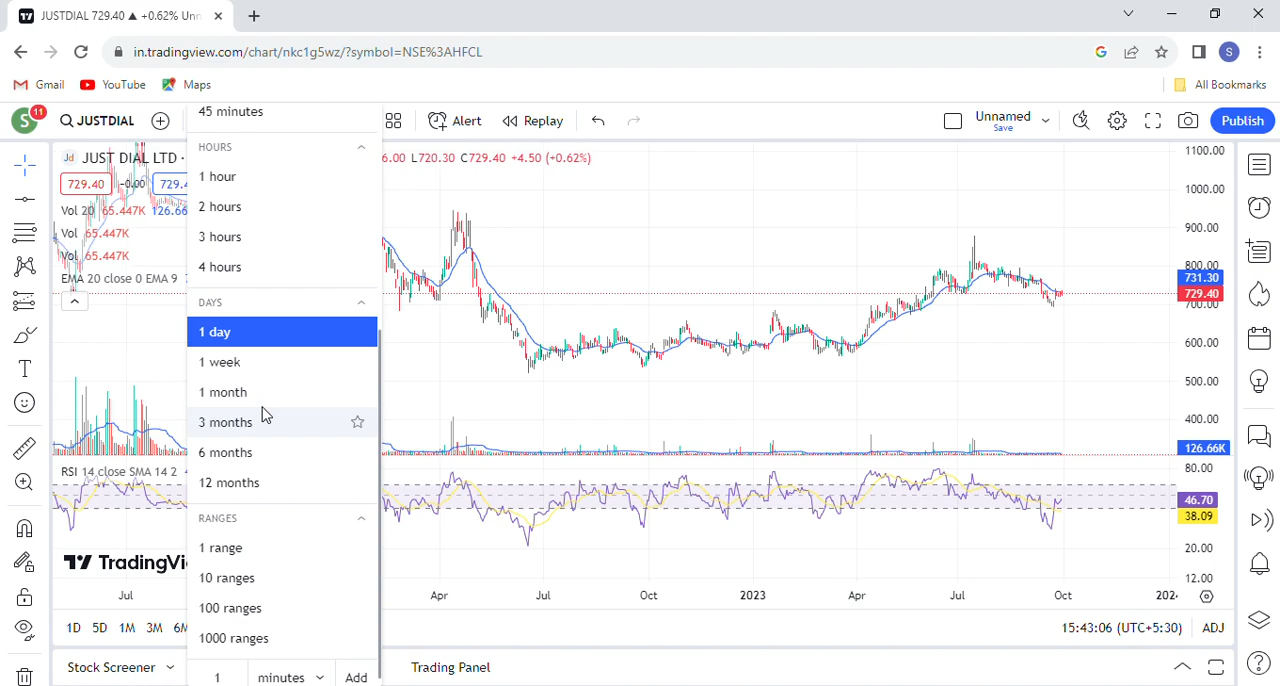 JUSTDIAL 729.40 ▲ +0.62% Unn
in.tradingview.com/chart/nkc1g5wz/?symbol=NSE%3AHFCL
S
Gmail YouTube Maps All Bookmarks
S 11 JUSTDIAL Alert Replay Unnamed Save Publish
45 minutes
HOURS
1 hour
2 hours
3 hours
4 hours
DAYS
1 day
1 week
1 month
3 months
6 months
12 months
RANGES
1 range
10 ranges
100 ranges
1000 ranges
1 minutes Add
Jd JUST DIAL LTD ·
6.00 L720.30 C729.40 +4.50 (+0.62%)
729.40 -0.00 729.4
Vol 20 65.447K 126.66
Vol 65.447K
Vol 65.447K
EMA 20 close 0 EMA 9
RSI 14 close SMA 14 2
TradingVi
1100.00
1000.00
900.00
800.00
731.30
729.40
700.00
600.00
500.00
400.00
126.66K
80.00
46.70
38.09
20.00
12.00
Jul Apr Jul Oct 2023 Apr Jul Oct 202
1D 5D 1M 3M 6M 15:43:06 (UTC+5:30) ADJ
Stock Screener Trading Panel